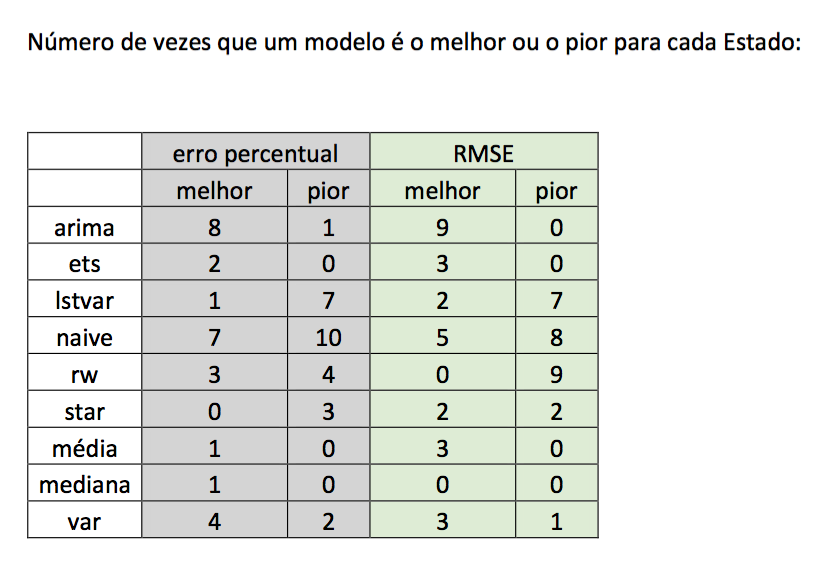 Número de vezes que um modelo é o melhor ou o pior para cada Estado:
erro percentual RMSE
melhor pior melhor pior
arima 8 1 9 0
ets 2 0 3 0
lstvar 1 7 2 7
naive 7 10 5 8
rw 3 4 0 9
star 0 3 2 2
média 1 0 3 0
mediana 1 0 0 0
var 4 2 3 1